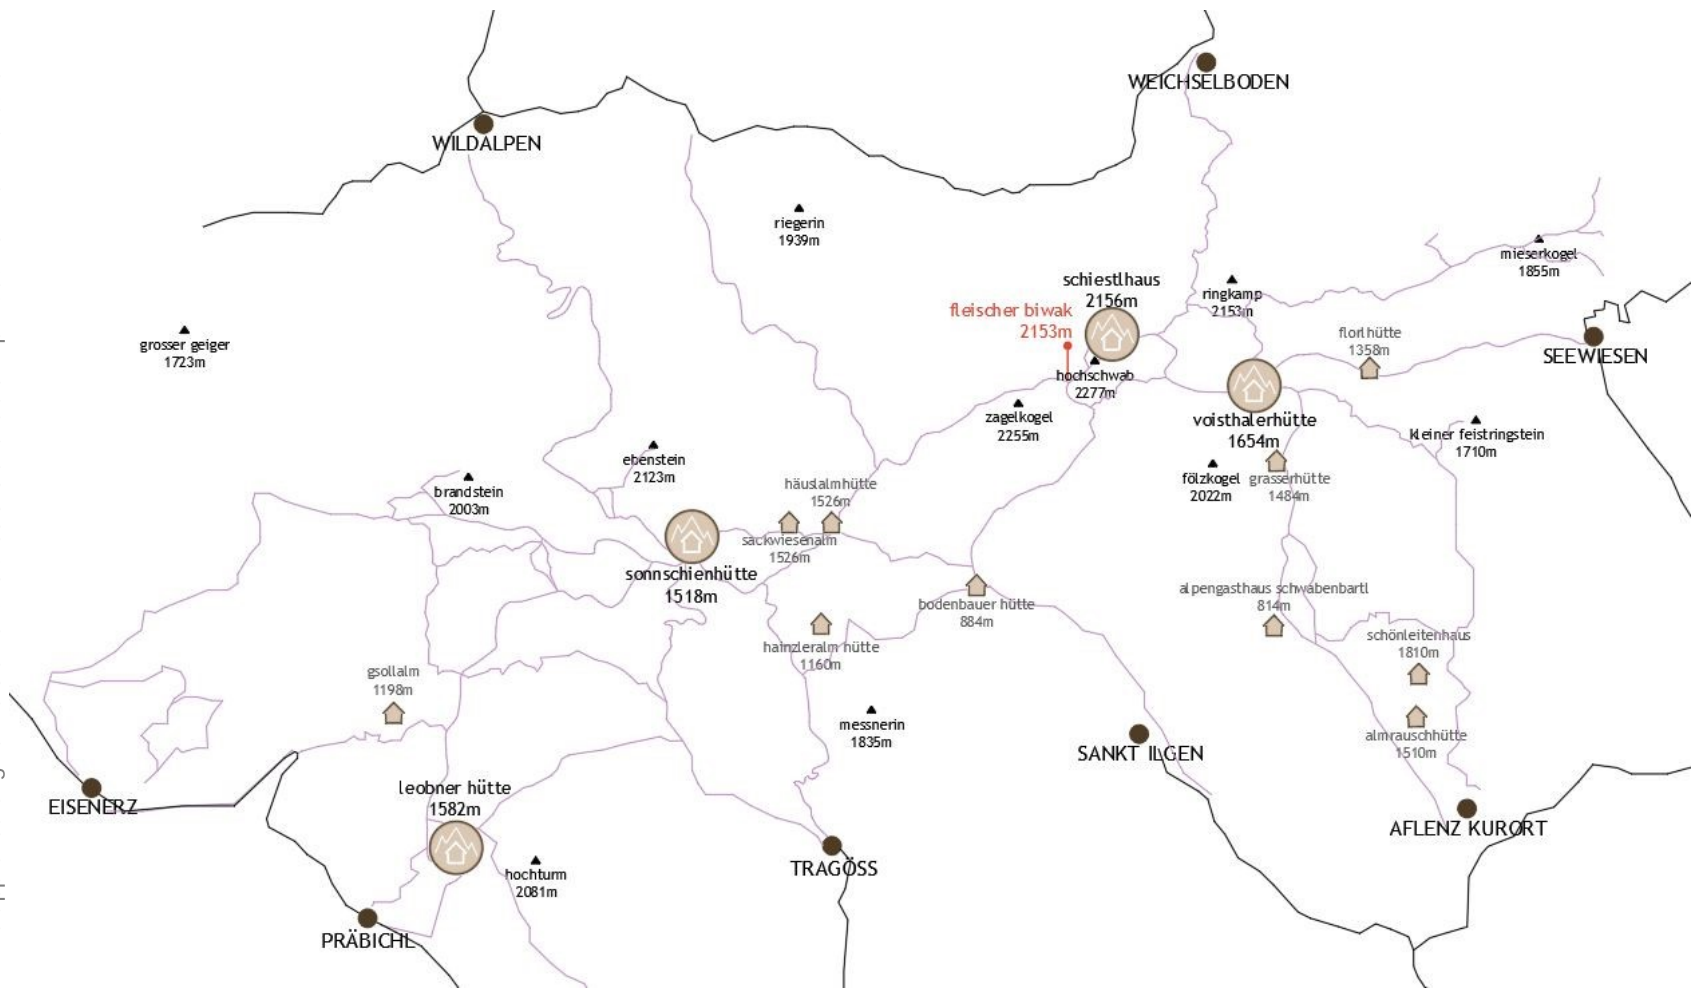 WEICHSELBODEN
WILDALPEN
riegerin
1939m
mieserkogel
1855m
schiestlhaus
2156m
ringkamp
2153m
fleischer biwak
2153m
florlhütte
1358m
grosser geiger
1723m
SEEWIESEN
hochschwab
2277m
zagelkogel
2255m
voisthalerhütte
1654m
kleiner feistringstein
1710m
ebenstein
2123m
fölzkogel
2022m
grasserhütte
1484m
brandstein
2003m
häuslalmhütte
1526m
sackwiesenalm
1526m
sonnschienhütte
1518m
alpengasthaus schwabenbartl
814m
bodenbauer hütte
884m
schönleitenhaus
1810m
hainzleralm hütte
1160m
gsollalm
1198m
messnerin
1835m
almrauschhütte
1510m
SANKT ILGEN
leobner hütte
1582m
EISENERZ
AFLENZ KURORT
TRAGÖSS
hochturm
2081m
PRÄBICHL